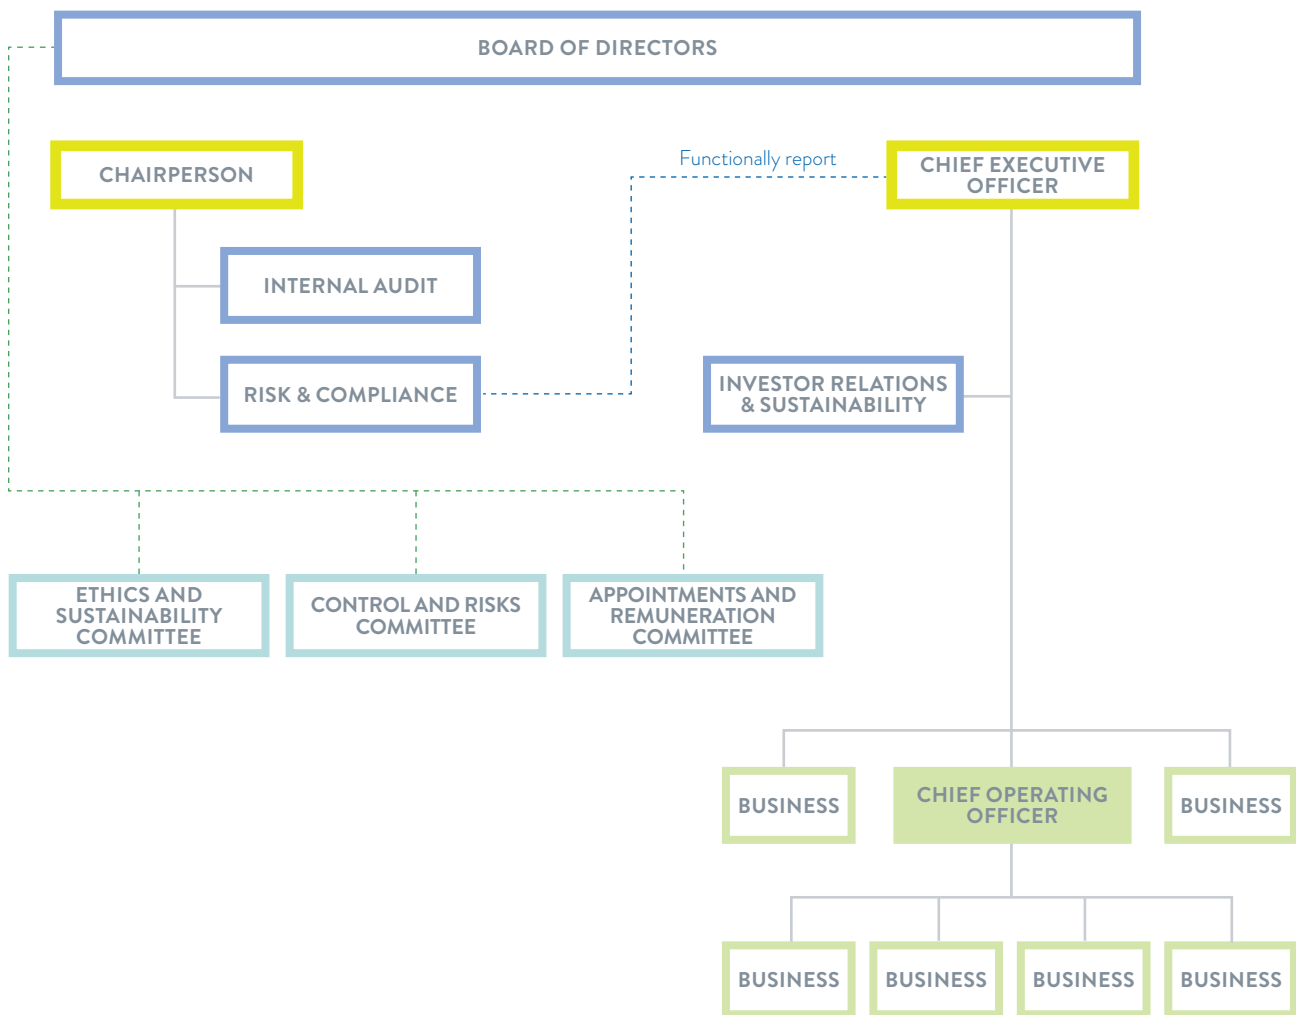 BOARD OF DIRECTORS
CHAIRPERSON
Functionally report
CHIEF EXECUTIVE
OFFICER
INTERNAL AUDIT
RISK & COMPLIANCE
INVESTOR RELATIONS
& SUSTAINABILITY
ETHICS AND
SUSTAINABILITY
COMMITTEE
CONTROL AND RISKS
COMMITTEE
APPOINTMENTS AND
REMUNERATION
COMMITTEE
BUSINESS
CHIEF OPERATING
OFFICER
BUSINESS
BUSINESS
BUSINESS
BUSINESS
BUSINESS